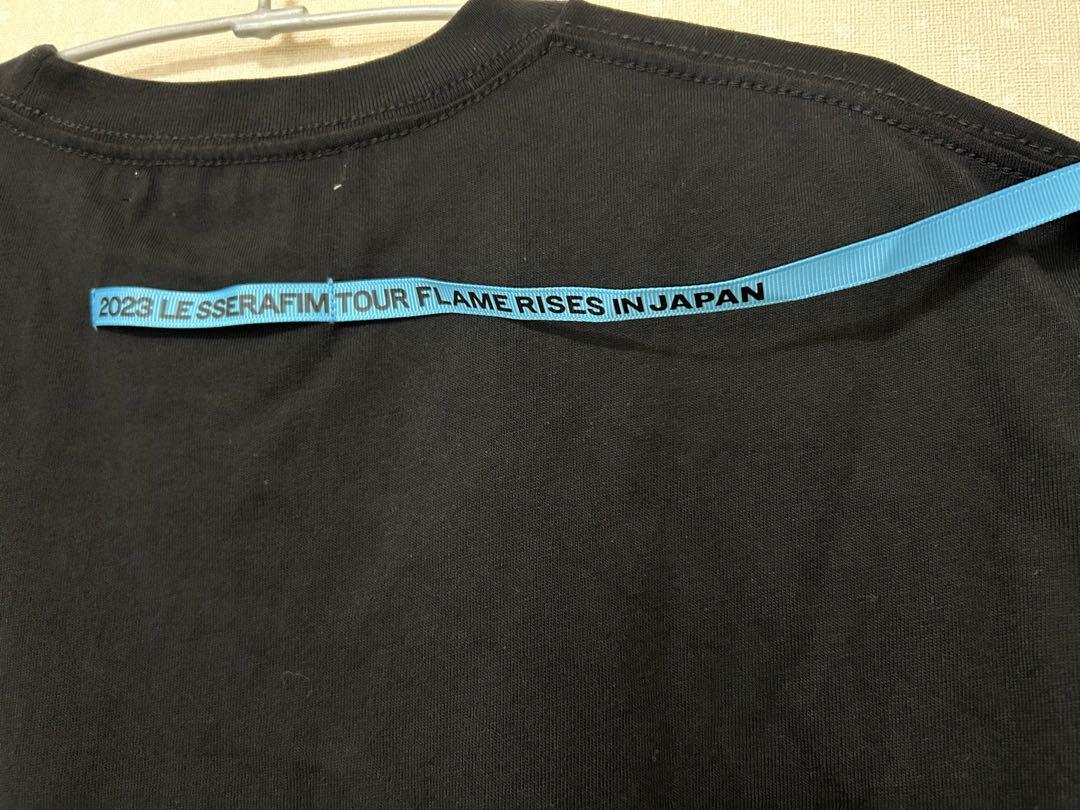 2023 LE SSERAFIM TOUR FLAME RISES IN JAPAN